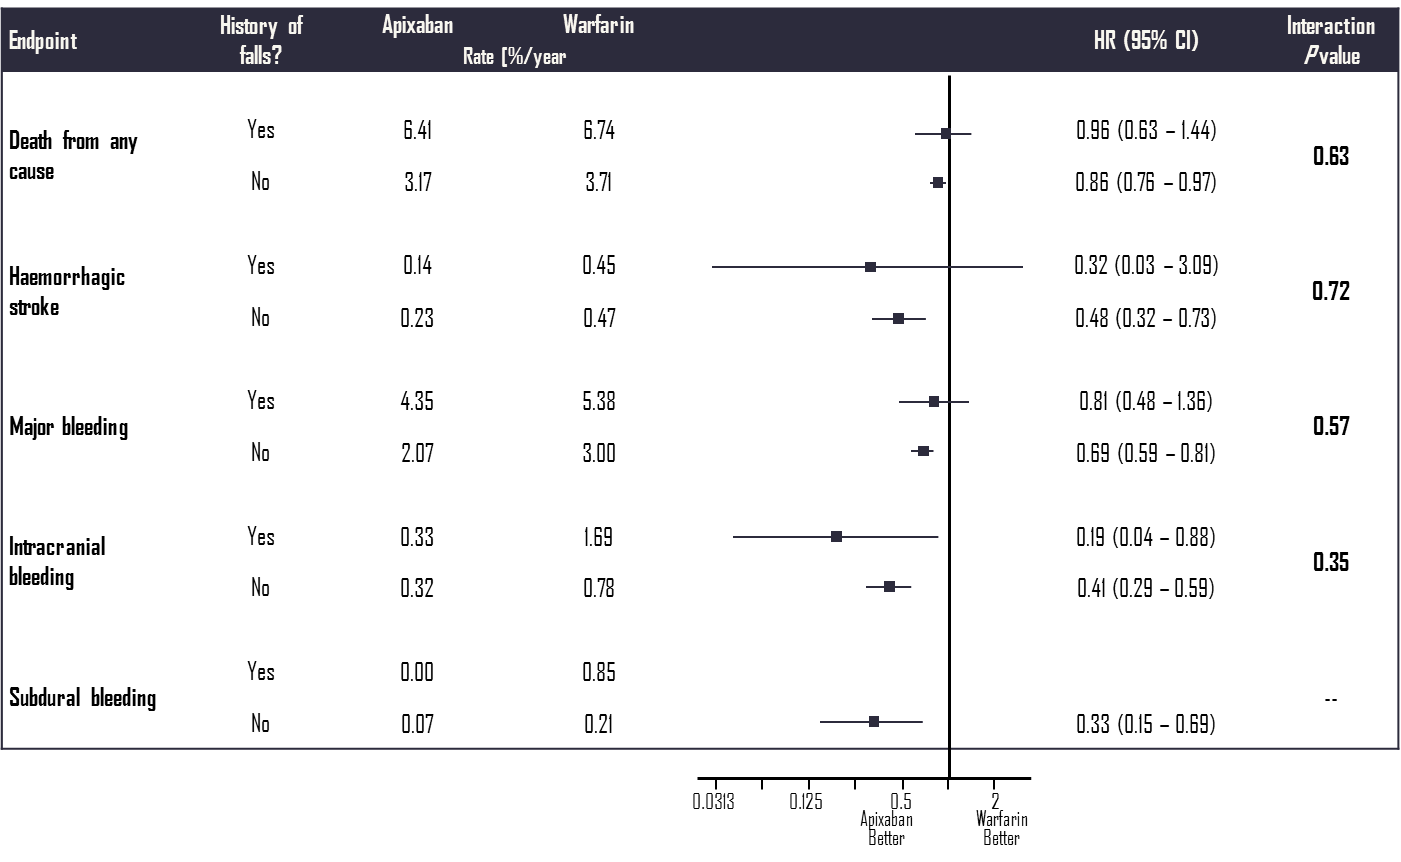 Endpoint History of falls? Apixaban Warfarin Rate [%/year HR (95% CI) Interaction P value
Death from any cause
Yes 6.41 6.74 0.96 (0.63 – 1.44)
0.63
No 3.17 3.71 0.86 (0.76 – 0.97)
Haemorrhagic stroke
Yes 0.14 0.45 0.32 (0.03 – 3.09)
0.72
No 0.23 0.47 0.48 (0.32 – 0.73)
Major bleeding
Yes 4.35 5.38 0.81 (0.48 – 1.36)
0.57
No 2.07 3.00 0.69 (0.59 – 0.81)
Intracranial bleeding
Yes 0.33 1.69 0.19 (0.04 – 0.88)
0.35
No 0.32 0.78 0.41 (0.29 – 0.59)
Subdural bleeding
Yes 0.00 0.85
--
No 0.07 0.21 0.33 (0.15 – 0.69)
0.0313 0.125 0.5 2
Apixaban Warfarin
Better Better